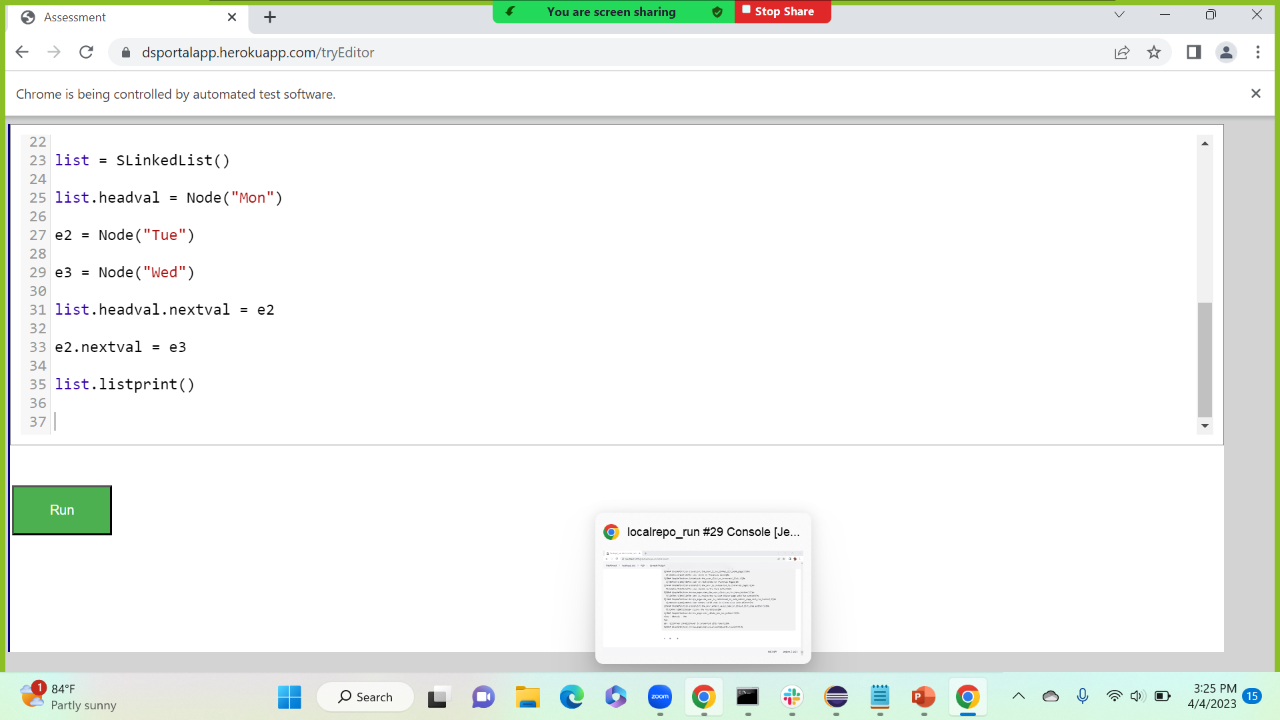 Assessment
You are screen sharing
Stop Share
dsportalapp.herokuapp.com/tryEditor
Chrome is being controlled by automated test software.
22
23 list = SLinkedList()
24
25 list.headval = Node("Mon")
26
27 e2 = Node("Tue")
28
29 e3 = Node("Wed")
30
31 list.headval.nextval = e2
32
33 e2.nextval = e3
34
35 list.listprint()
36
37
Run
localrepo_run #29 Console [Je...
1
84°F
Partly sunny
Search
zoom
3:25 PM
4/4/2023
15